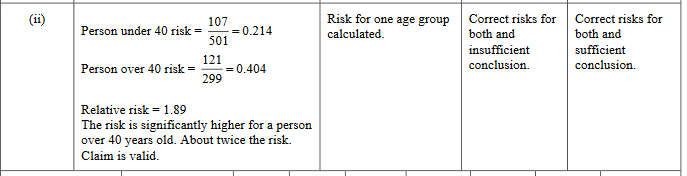 (ii)
Person under 40 risk = 107/501 = 0.214
Person over 40 risk = 121/299 = 0.404
Relative risk = 1.89
The risk is significantly higher for a person
over 40 years old. About twice the risk.
Claim is valid.
Risk for one age group
calculated.
Correct risks for
both and
insufficient
conclusion.
Correct risks for
both and
sufficient
conclusion.